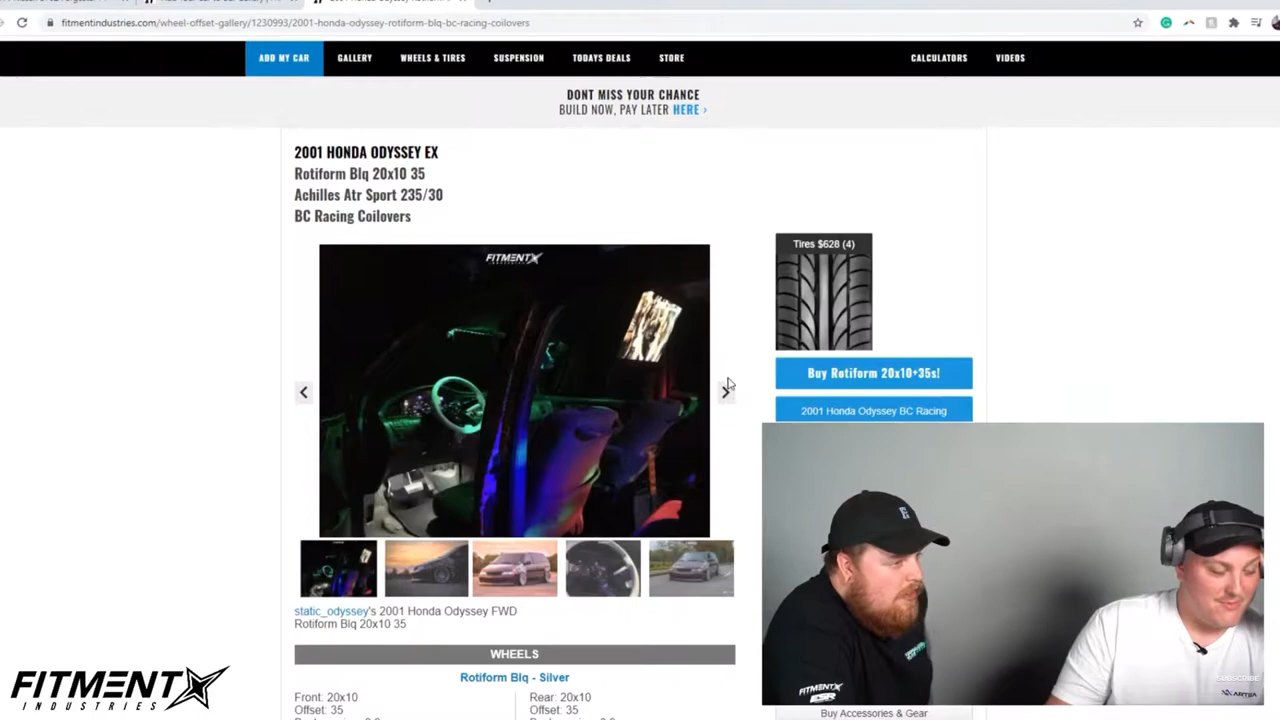 fitmentindustries.com/wheel-offset-gallery/1230993/2001-honda-odyssey-rotiform-blq-bc-racing-coilovers
ADD MY CAR
GALLERY
WHEELS & TIRES
SUSPENSION
TODAYS DEALS
STORE
CALCULATORS
VIDEOS
DONT MISS YOUR CHANCE
BUILD NOW, PAY LATER HERE ›
2001 HONDA ODYSSEY EX
Rotiform Blq 20x10 35
Achilles Atr Sport 235/30
BC Racing Coilovers
FITMENT
INDUSTRIES
Tires $628 (4)
Buy Rotiform 20x10+35s!
2001 Honda Odyssey BC Racing
static_odyssey's 2001 Honda Odyssey FWD
Rotiform Blq 20x10 35
WHEELS
Rotiform Blq - Silver
Front: 20x10
Offset: 35
Rear: 20x10
Offset: 35
FITMENT
INDUSTRIES
FITMENT
SUBSCRIBE
Buy Accessories & Gear